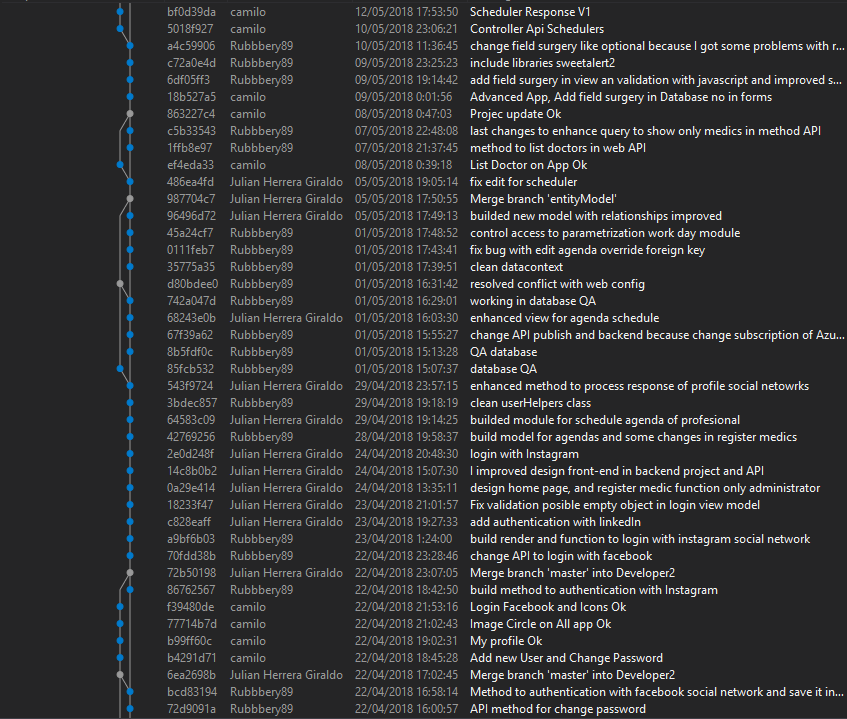 bf0d39da camilo 12/05/2018 17:53:50 Scheduler Response V1
5018f927 camilo 10/05/2018 23:06:21 Controller Api Schedulers
a4c59906 Rubbbery89 10/05/2018 11:36:45 change field surgery like optional because I got some problems with r...
c72a0e4d Rubbbery89 09/05/2018 23:25:23 include libraries sweetalert2
6df05ff3 Rubbbery89 09/05/2018 19:14:42 add field surgery in view an validation with javascript and improved s...
18b527a5 camilo 09/05/2018 0:01:56 Advanced App, Add field surgery in Database no in forms
863227c4 camilo 08/05/2018 0:47:03 Projec update Ok
c5b33543 Rubbbery89 07/05/2018 22:48:08 last changes to enhance query to show only medics in method API
1ffb8e97 Rubbbery89 07/05/2018 21:37:45 method to list doctors in web API
ef4eda33 camilo 08/05/2018 0:39:18 List Doctor on App Ok
486ea4fd Julian Herrera Giraldo 05/05/2018 19:05:14 fix edit for scheduler
987704c7 Julian Herrera Giraldo 05/05/2018 17:50:55 Merge branch 'entityModel'
96496d72 Julian Herrera Giraldo 05/05/2018 17:49:13 builded new model with relationships improved
45a24cf7 Rubbbery89 01/05/2018 17:48:52 control access to parametrization work day module
0111feb7 Rubbbery89 01/05/2018 17:43:41 fix bug with edit agenda override foreign key
35775a35 Rubbbery89 01/05/2018 17:39:51 clean datacontext
d80bdee0 Rubbbery89 01/05/2018 16:31:42 resolved conflict with web config
742a047d Rubbbery89 01/05/2018 16:29:01 working in database QA
68243e0b Julian Herrera Giraldo 01/05/2018 16:03:30 enhanced view for agenda schedule
67f39a62 Rubbbery89 01/05/2018 15:55:27 change API publish and backend because change subscription of Azu...
8b5fdf0c Rubbbery89 01/05/2018 15:13:28 QA database
85fcb532 Rubbbery89 01/05/2018 15:07:37 database QA
543f9724 Julian Herrera Giraldo 29/04/2018 23:57:15 enhanced method to process response of profile social netowrks
3bdec857 Rubbbery89 29/04/2018 19:18:19 clean userHelpers class
64583c09 Julian Herrera Giraldo 29/04/2018 19:14:25 builded module for schedule agenda of profesional
42769256 Rubbbery89 28/04/2018 19:58:37 build model for agendas and some changes in register medics
2e0d248f Julian Herrera Giraldo 24/04/2018 20:48:30 login with Instagram
14c8b0b2 Julian Herrera Giraldo 24/04/2018 15:07:30 I improved design front-end in backend project and API
0a29e414 Julian Herrera Giraldo 24/04/2018 13:35:11 design home page, and register medic function only administrator
18233f47 Julian Herrera Giraldo 23/04/2018 21:01:57 Fix validation posible empty object in login view model
c828eaff Julian Herrera Giraldo 23/04/2018 19:27:33 add authentication with linkedIn
a9bf6b03 Rubbbery89 23/04/2018 1:24:00 build render and function to login with instagram social network
70fdd38b Rubbbery89 22/04/2018 23:28:46 change API to login with facebook
72b50198 Julian Herrera Giraldo 22/04/2018 23:07:05 Merge branch 'master' into Developer2
86762567 Rubbbery89 22/04/2018 18:42:50 build method to authentication with Instagram
f39480de camilo 22/04/2018 21:53:16 Login Facebook and Icons Ok
77714b7d camilo 22/04/2018 21:02:43 Image Circle on All app Ok
b99ff60c camilo 22/04/2018 19:02:31 My profile Ok
b4291d71 camilo 22/04/2018 18:45:28 Add new User and Change Password
6ea2698b Julian Herrera Giraldo 22/04/2018 17:02:45 Merge branch 'master' into Developer2
bcd83194 Rubbbery89 22/04/2018 16:58:14 Method to authentication with facebook social network and save it in...
72d9091a Rubbbery89 22/04/2018 16:00:57 API method for change password